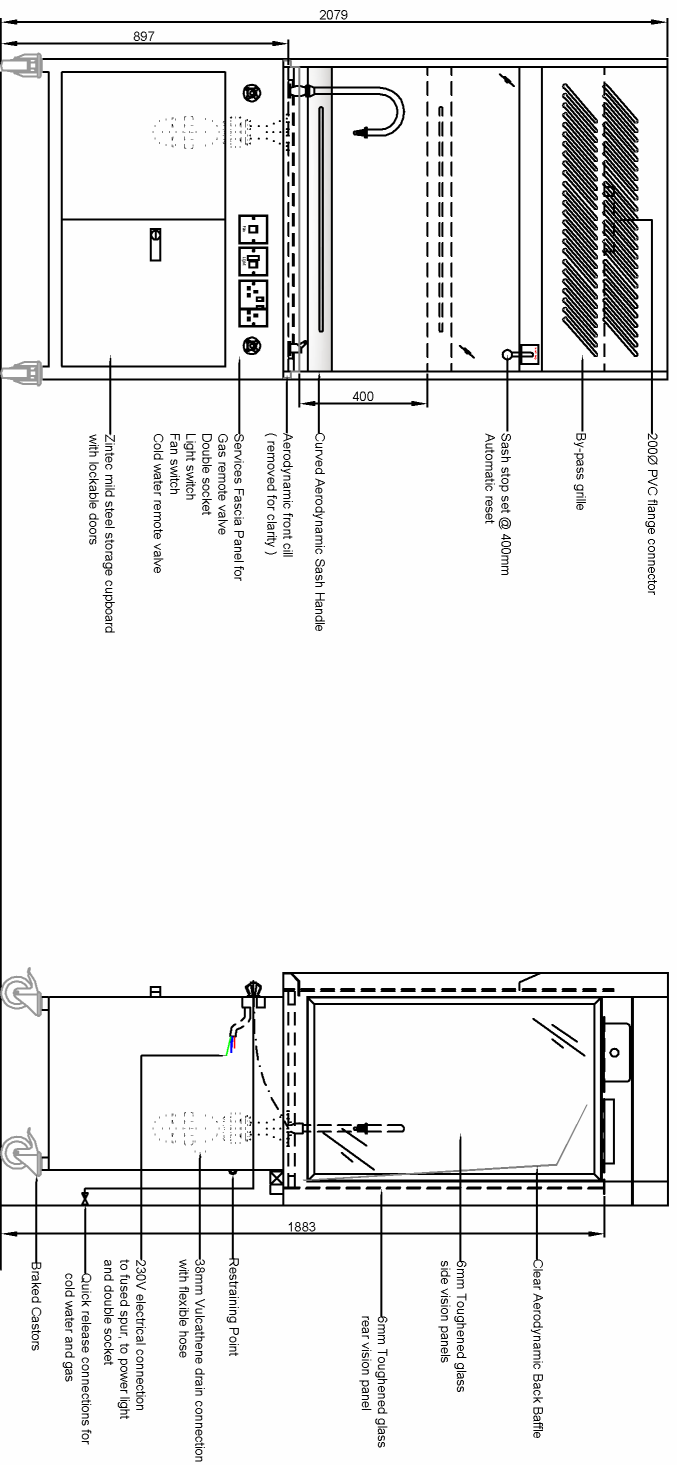 2079
897
400
200Ø PVC flange connector
By-pass grille
Sash stop set @ 400mm
Automatic reset
Curved Aerodynamic Sash Handle
Aerodynamic front cill
( removed for clarity )
Services Fascia Panel for
Gas remote valve
Double socket
Light switch
Fan switch
Cold water remote valve
Zintec mild steel storage cupboard
with lockable doors
1883
Clear Aerodynamic Back Baffle
6mm Toughened glass
side vision panels
6mm Toughened glass
rear vision panel
Restraining Point
38mm Vulcathene drain connection
with flexible hose
230V electrical connection
to fused spur, to power light
and double socket
Quick release connections for
cold water and gas
Braked Castors